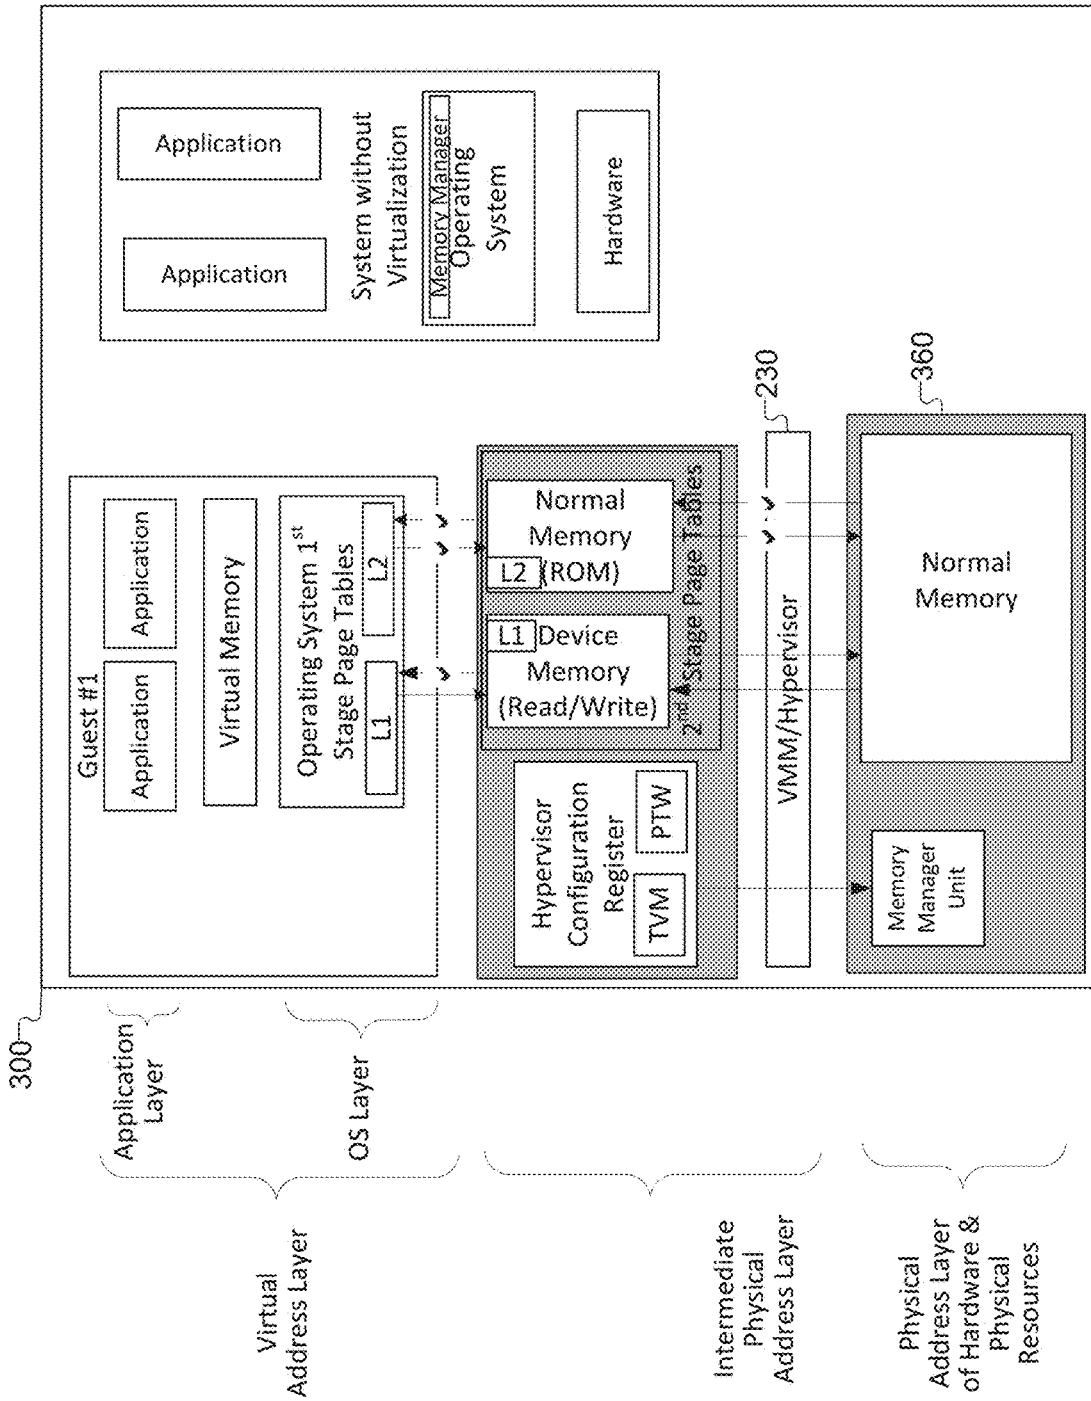 300
Application
Layer
OS Layer
Virtual
Address Layer
Intermediate
Physical
Address Layer
Physical
Address Layer
of Hardware &
Physical
Resources
Guest #1
Application
Application
Virtual Memory
Operating System 1st
Stage Page Tables
L1
L2
Hypervisor
Configuration
Register
TVM
PTW
L1 Device
Memory
(Read/Write)
Normal
Memory
L2 (ROM)
2nd Stage Page Tables
VMM/Hypervisor
230
Memory
Manager
Unit
Normal
Memory
360
Application
Application
System without
Virtualization
Memory Manager
Operating
System
Hardware